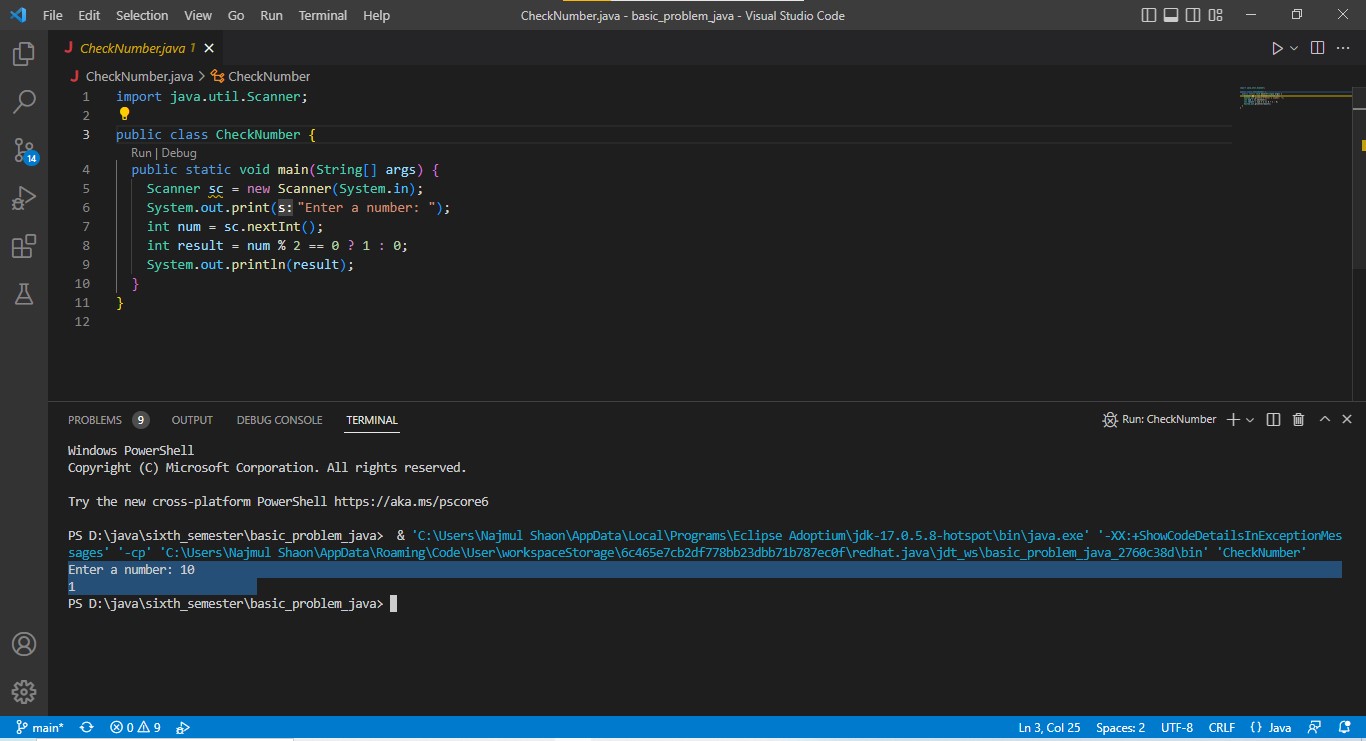 File Edit Selection View Go Run Terminal Help CheckNumber.java - basic_problem_java - Visual Studio Code
CheckNumber.java 1
CheckNumber.java > CheckNumber
1 import java.util.Scanner;
2
3 public class CheckNumber {
Run | Debug
4 public static void main(String[] args) {
5 Scanner sc = new Scanner(System.in);
6 System.out.print(s:"Enter a number: ");
7 int num = sc.nextInt();
8 int result = num % 2 == 0 ? 1 : 0;
9 System.out.println(result);
10 }
11 }
12
14
PROBLEMS 9 OUTPUT DEBUG CONSOLE TERMINAL Run: CheckNumber
Windows PowerShell
Copyright (C) Microsoft Corporation. All rights reserved.
Try the new cross-platform PowerShell https://aka.ms/pscore6
PS D:\java\sixth_semester\basic_problem_java>  & 'C:\Users\Najmul Shaon\AppData\Local\Programs\Eclipse Adoptium\jdk-17.0.5.8-hotspot\bin\java.exe' '-XX:+ShowCodeDetailsInExceptionMes
sages' '-cp' 'C:\Users\Najmul Shaon\AppData\Roaming\Code\User\workspaceStorage\6c465e7cb2df778bb23dbb71b787ec0f\redhat.java\jdt_ws\basic_problem_java_2760c38d\bin' 'CheckNumber'
Enter a number: 10
1
PS D:\java\sixth_semester\basic_problem_java>
main* 0 9 Ln 3, Col 25 Spaces: 2 UTF-8 CRLF {} Java